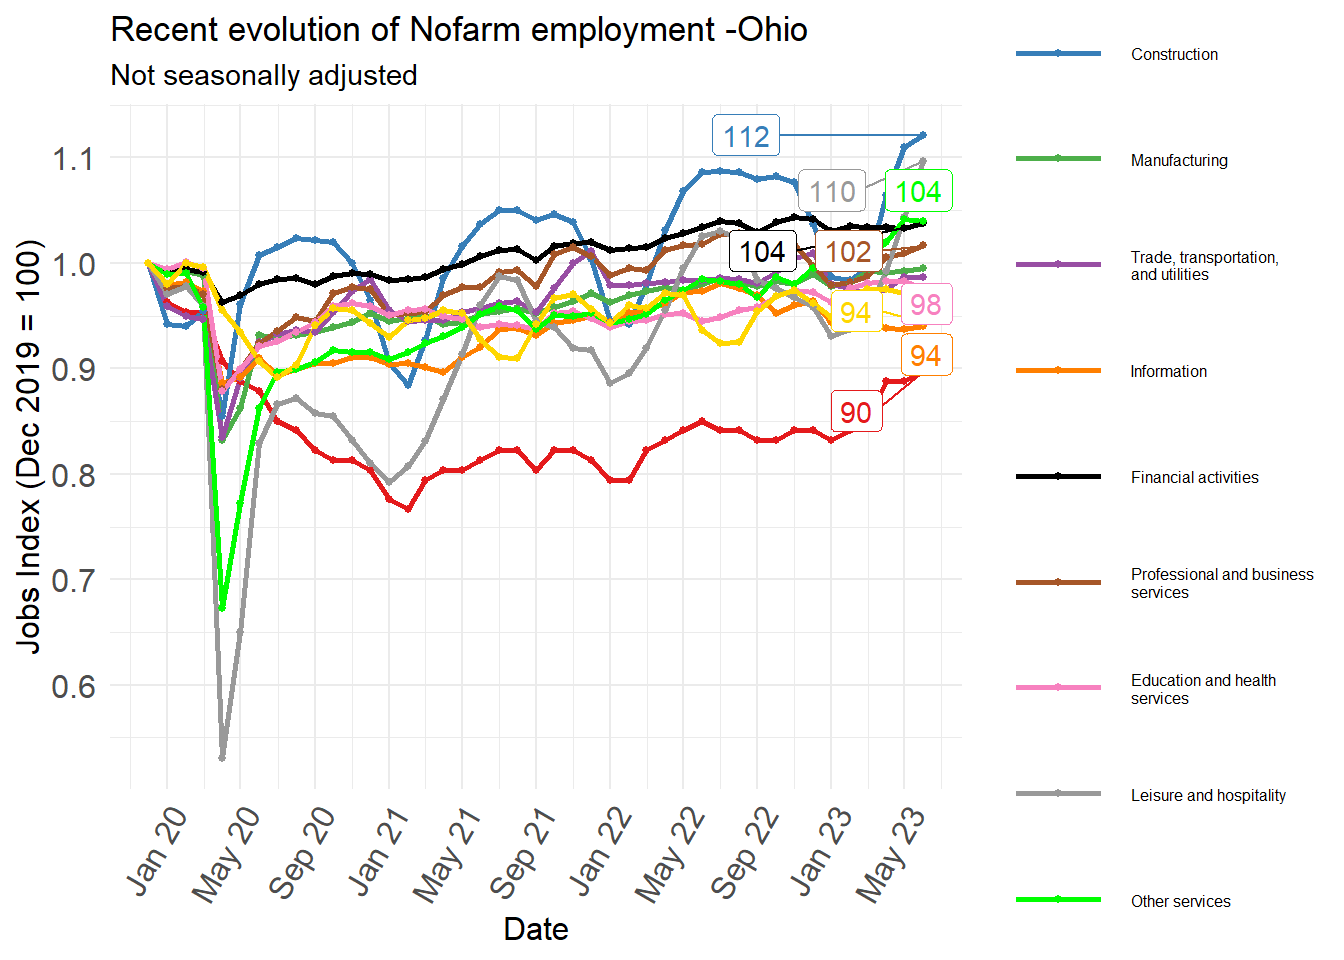 Recent evolution of Nofarm employment -Ohio
Not seasonally adjusted
Jobs Index (Dec 2019 = 100)
1.1
1.0
0.9
0.8
0.7
0.6
112
110
104
104
102
98
94
94
90
Jan 20
May 20
Sep 20
Jan 21
May 21
Sep 21
Jan 22
May 22
Sep 22
Jan 23
May 23
Date
Construction
Manufacturing
Trade, transportation,
and utilities
Information
Financial activities
Professional and business
services
Education and health
services
Leisure and hospitality
Other services